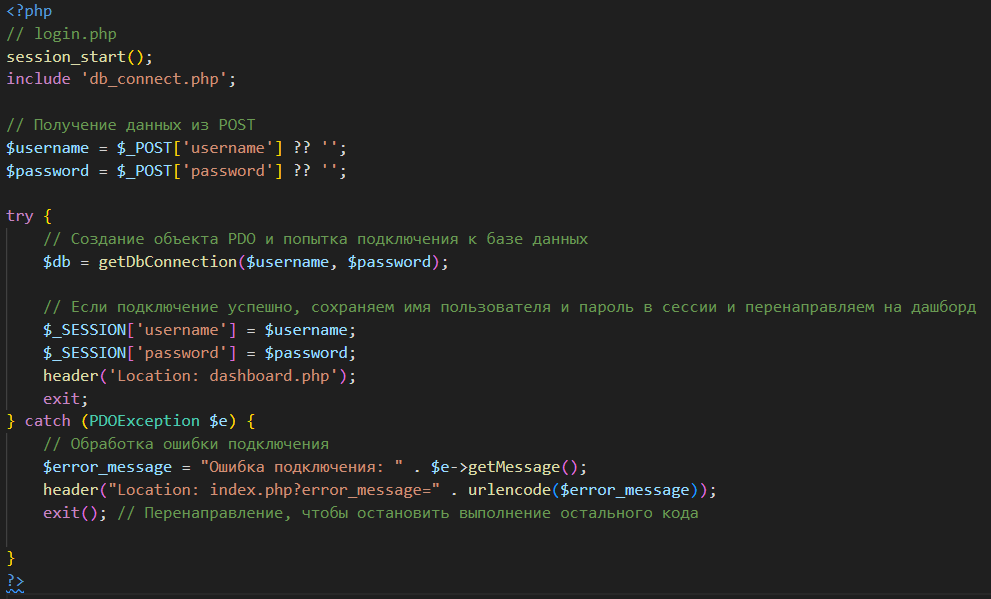 <?php
// login.php
session_start();
include 'db_connect.php';
// Получение данных из POST
$username = $_POST['username'] ?? '';
$password = $_POST['password'] ?? '';
try {
// Создание объекта PDO и попытка подключения к базе данных
$db = getDbConnection($username, $password);
// Если подключение успешно, сохраняем имя пользователя и пароль в сессии и перенаправляем на дашборд
$_SESSION['username'] = $username;
$_SESSION['password'] = $password;
header('Location: dashboard.php');
exit;
} catch (PDOException $e) {
// Обработка ошибки подключения
$error_message = "Ошибка подключения: " . $e->getMessage();
header("Location: index.php?error_message=" . urlencode($error_message));
exit(); // Перенаправление, чтобы остановить выполнение остального кода
}
?>